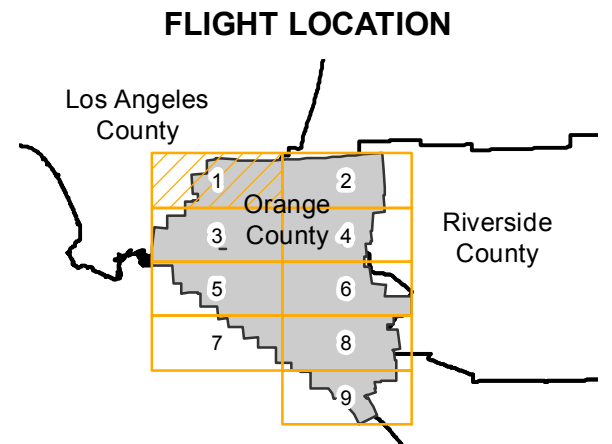 FLIGHT LOCATION
Los Angeles
County
1
2
Orange
County
3
4
Riverside
County
5
6
7
8
9